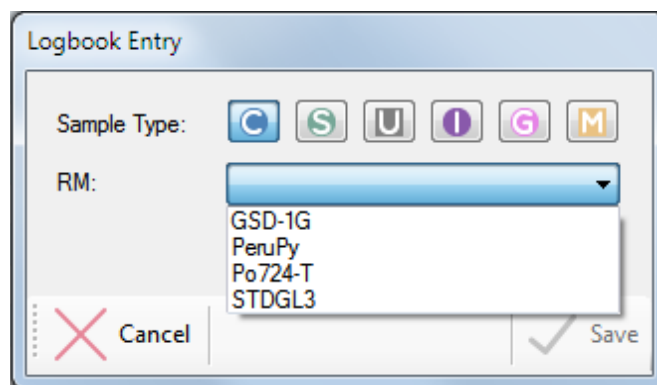 Logbook Entry
Sample Type: C S U I G M
RM:
GSD-1G
PeruPy
Po724-T
STDGL3
Cancel Save